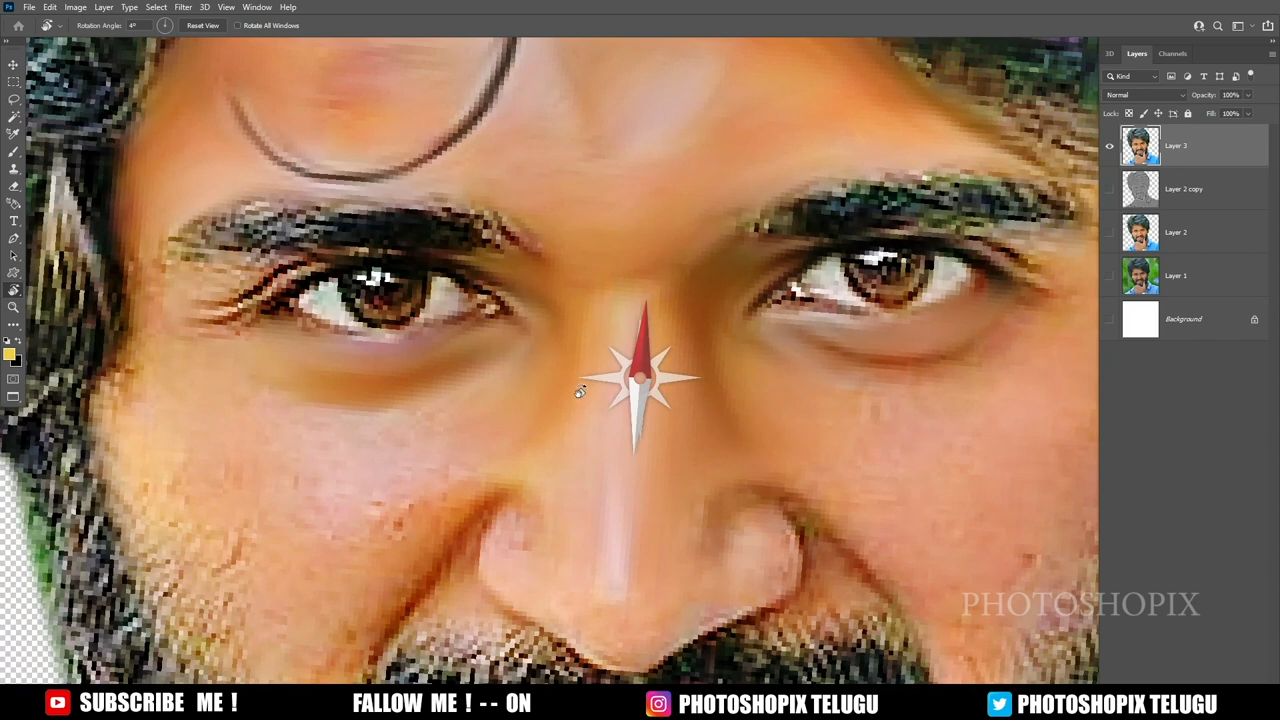 Ps File Edit Image Layer Type Select Filter 3D View Window Help
Rotation Angle: 4° Reset View Rotate All Windows
3D Layers Channels
Kind
Normal Opacity: 100%
Lock: Fill: 100%
Layer 3
Layer 2 copy
Layer 2
Layer 1
Background
PHOTOSHOPIX
SUBSCRIBE ME ! FALLOW ME ! -- ON PHOTOSHOPIX TELUGU PHOTOSHOPIX TELUGU